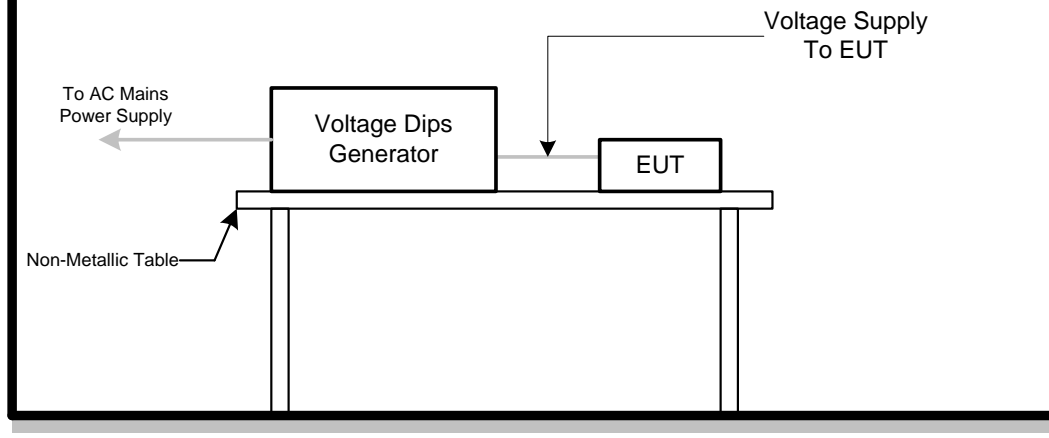 Voltage Supply
To EUT
To AC Mains
Power Supply
Voltage Dips
Generator
EUT
Non-Metallic Table